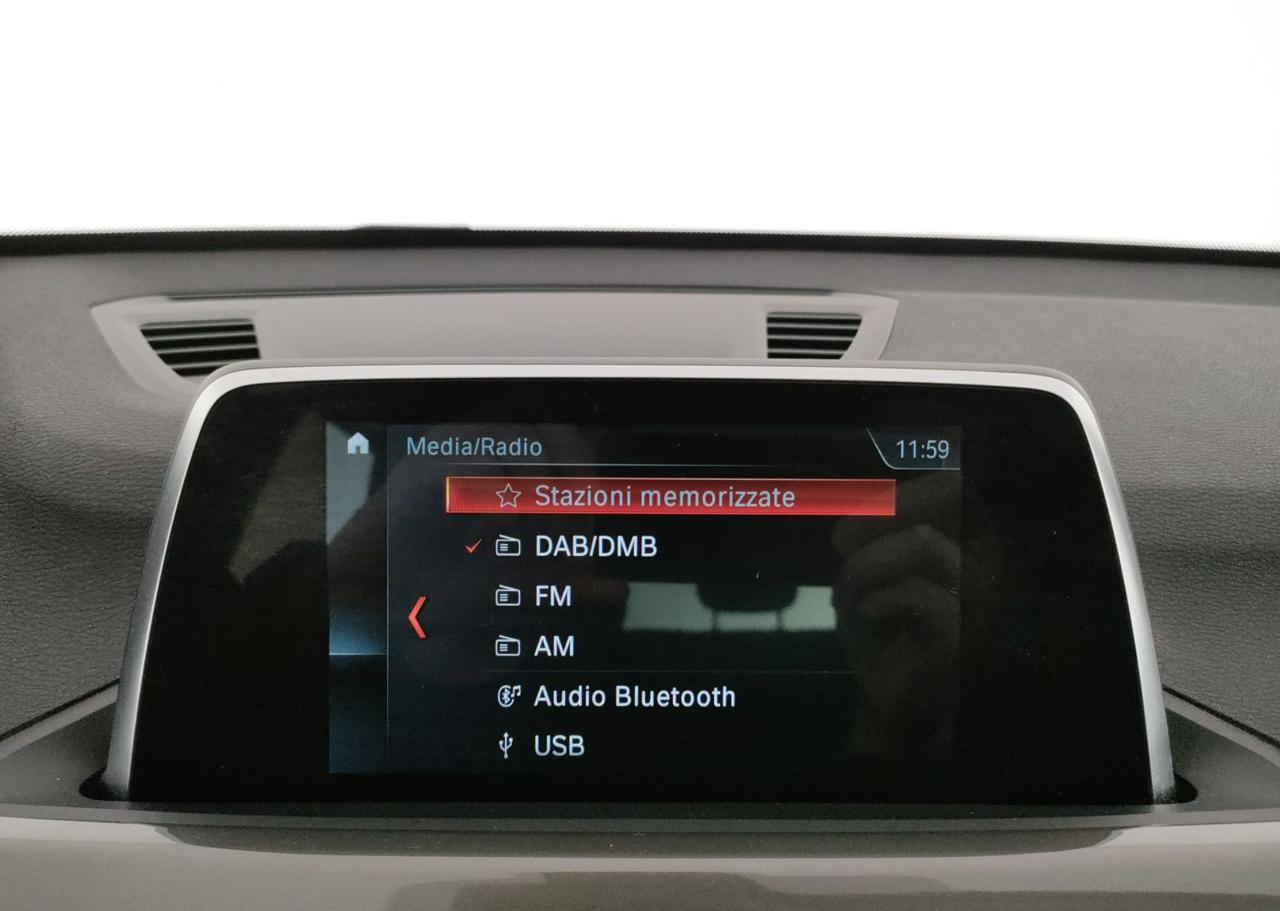 Media/Radio
11:59
Stazioni memorizzate
DAB/DMB
FM
AM
Audio Bluetooth
USB